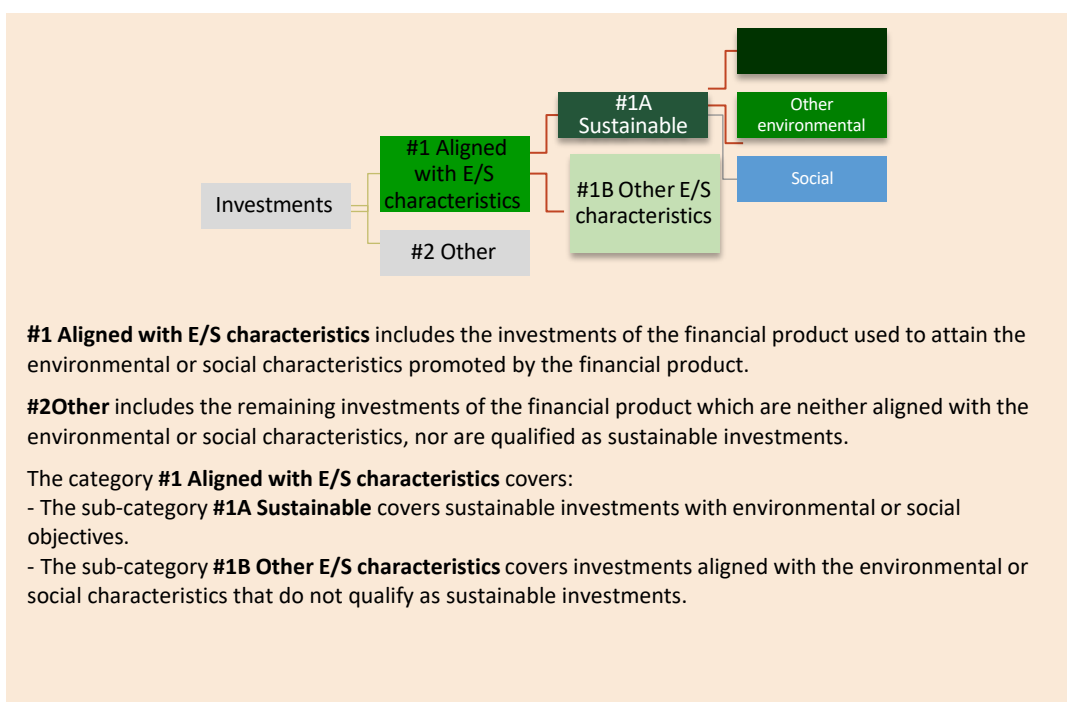 #1A
Sustainable
Other
environmental
Social
#1 Aligned
with E/S
characteristics
#1B Other E/S
characteristics
Investments
#2 Other
#1 Aligned with E/S characteristics includes the investments of the financial product used to attain the
environmental or social characteristics promoted by the financial product.
#2Other includes the remaining investments of the financial product which are neither aligned with the
environmental or social characteristics, nor are qualified as sustainable investments.
The category #1 Aligned with E/S characteristics covers:
- The sub-category #1A Sustainable covers sustainable investments with environmental or social
objectives.
- The sub-category #1B Other E/S characteristics covers investments aligned with the environmental or
social characteristics that do not qualify as sustainable investments.